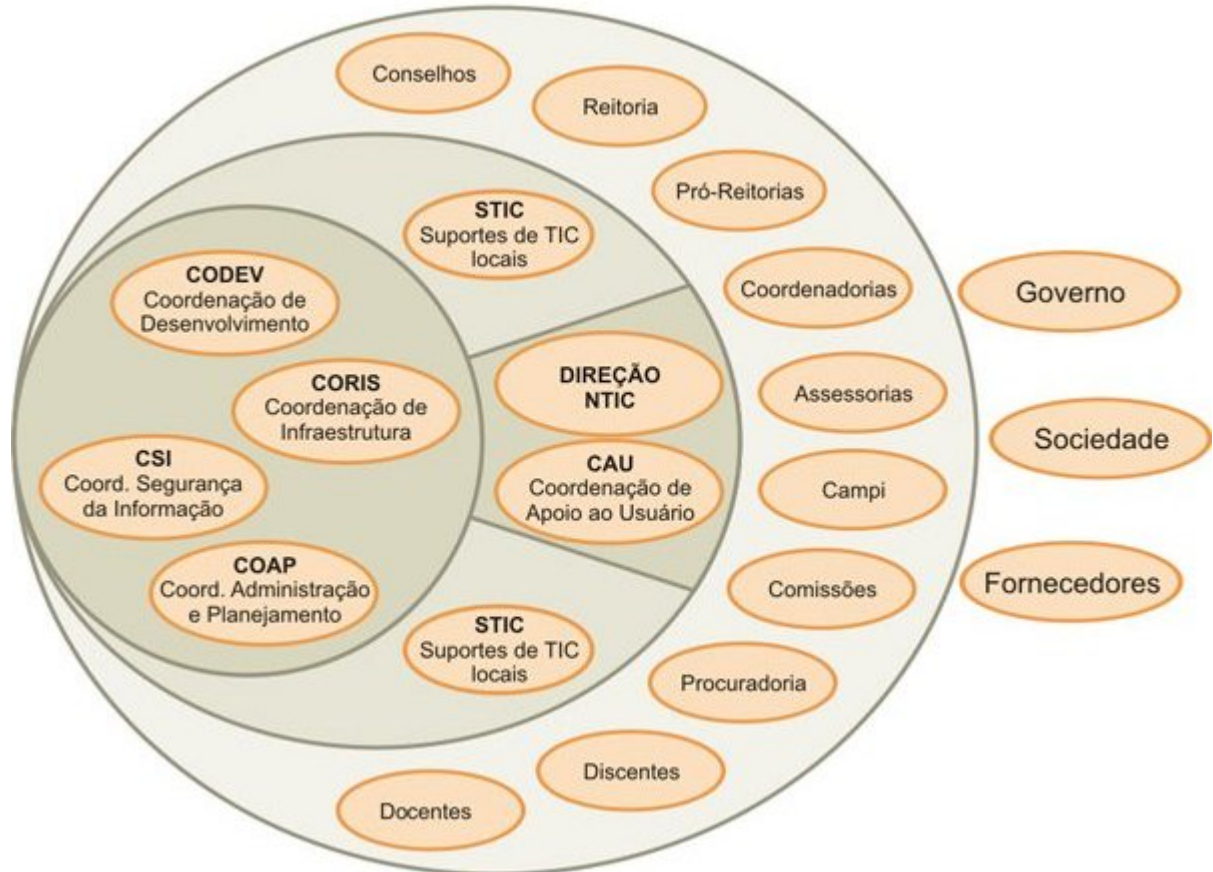 Conselhos
Reitoria
Pró-Reitorias
STIC
Suportes de TIC
locais
CODEV
Coordenação de
Desenvolvimento
Coordenadorias
Governo
DIREÇÃO
NTIC
CORIS
Coordenação de
Infraestrutura
Assessorias
Sociedade
CSI
Coord. Segurança
da Informação
CAU
Coordenação de
Apoio ao Usuário
Campi
COAP
Coord. Administração
e Planejamento
Comissões
Fornecedores
STIC
Suportes de TIC
locais
Procuradoria
Discentes
Docentes